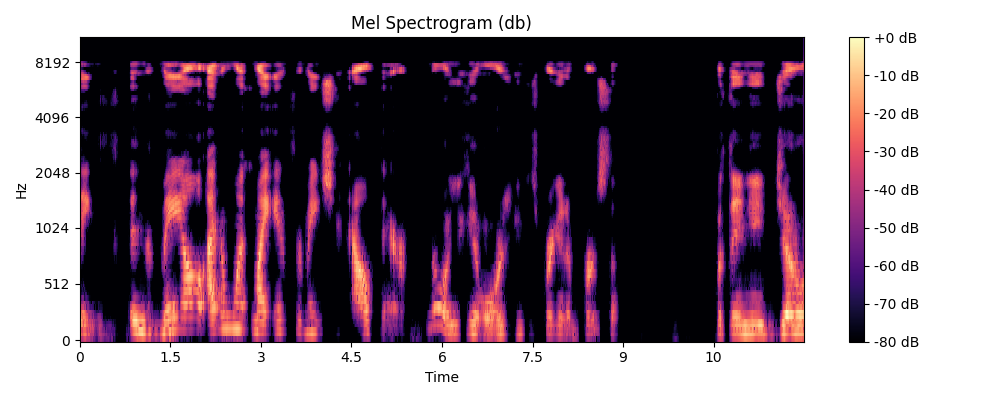 Mel Spectrogram (db)
8192
4096
2048
1024
512
0
Hz
0 1.5 3 4.5 6 7.5 9 10
Time
+0 dB
-10 dB
-20 dB
-30 dB
-40 dB
-50 dB
-60 dB
-70 dB
-80 dB